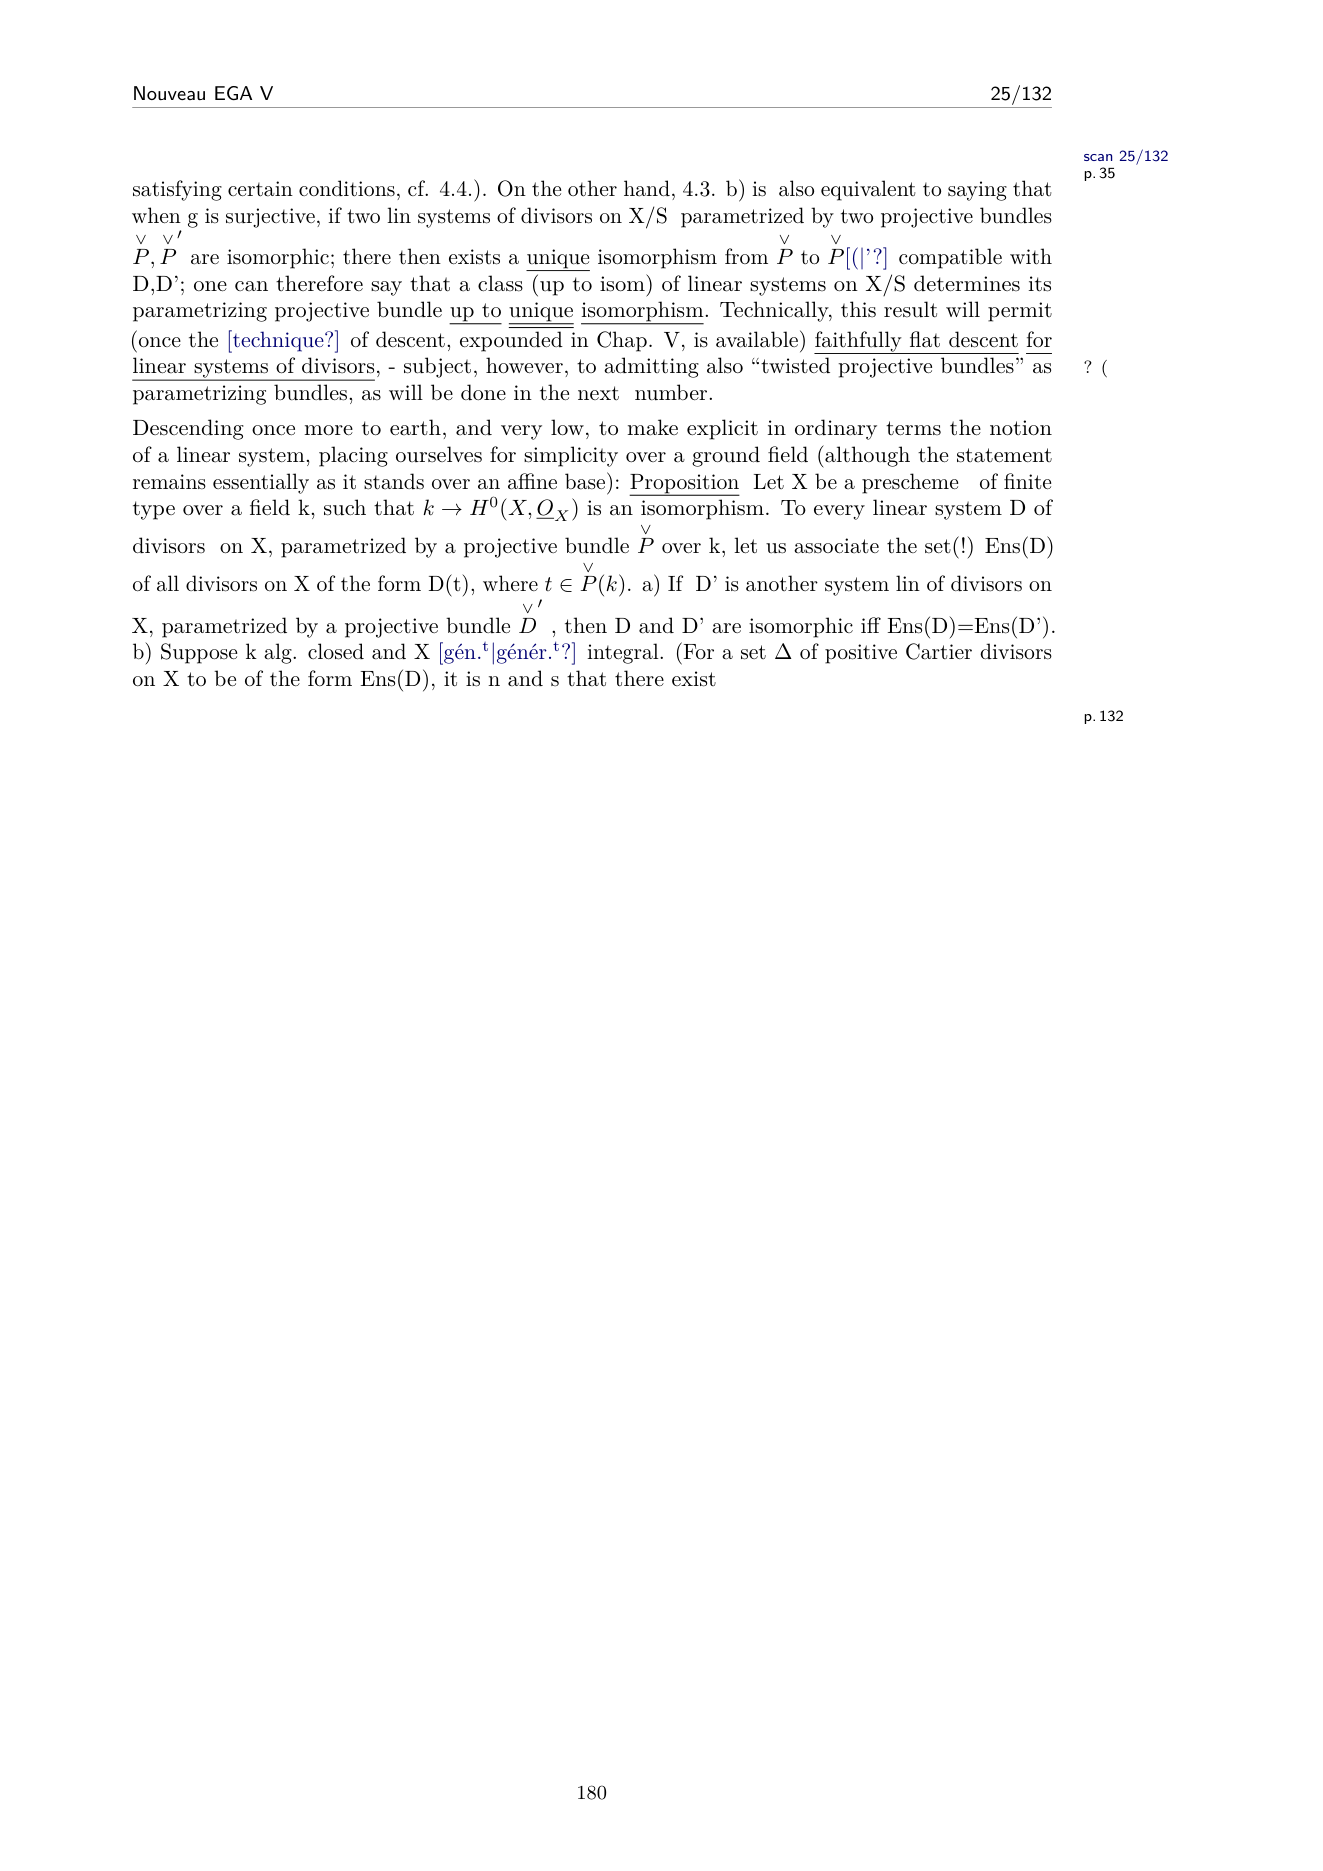 Nouveau EGA V 25/132
scan 25/132
p. 35
satisfying certain conditions, cf. 4.4.). On the other hand, 4.3. b) is also equivalent to saying that
when g is surjective, if two lin systems of divisors on X/S parametrized by two projective bundles
P̌, P̌′ are isomorphic; there then exists a unique isomorphism from P̌ to P̌[(|’?] compatible with
D,D’; one can therefore say that a class (up to isom) of linear systems on X/S determines its
parametrizing projective bundle up to unique isomorphism. Technically, this result will permit
(once the [technique?] of descent, expounded in Chap. V, is available) faithfully flat descent for
linear systems of divisors, - subject, however, to admitting also “twisted projective bundles” as
? (
parametrizing bundles, as will be done in the next number.
Descending once more to earth, and very low, to make explicit in ordinary terms the notion
of a linear system, placing ourselves for simplicity over a ground field (although the statement
remains essentially as it stands over an affine base): Proposition Let X be a prescheme of finite
type over a field k, such that k → H⁰(X, O_X) is an isomorphism. To every linear system D of
divisors on X, parametrized by a projective bundle P̌ over k, let us associate the set(!) Ens(D)
of all divisors on X of the form D(t), where t ∈ P̌(k). a) If D’ is another system lin of divisors on
X, parametrized by a projective bundle Ď′ , then D and D’ are isomorphic iff Ens(D)=Ens(D’).
b) Suppose k alg. closed and X [gén.ᵗ|génér.ᵗ?] integral. (For a set Δ of positive Cartier divisors
on X to be of the form Ens(D), it is n and s that there exist
p. 132
180